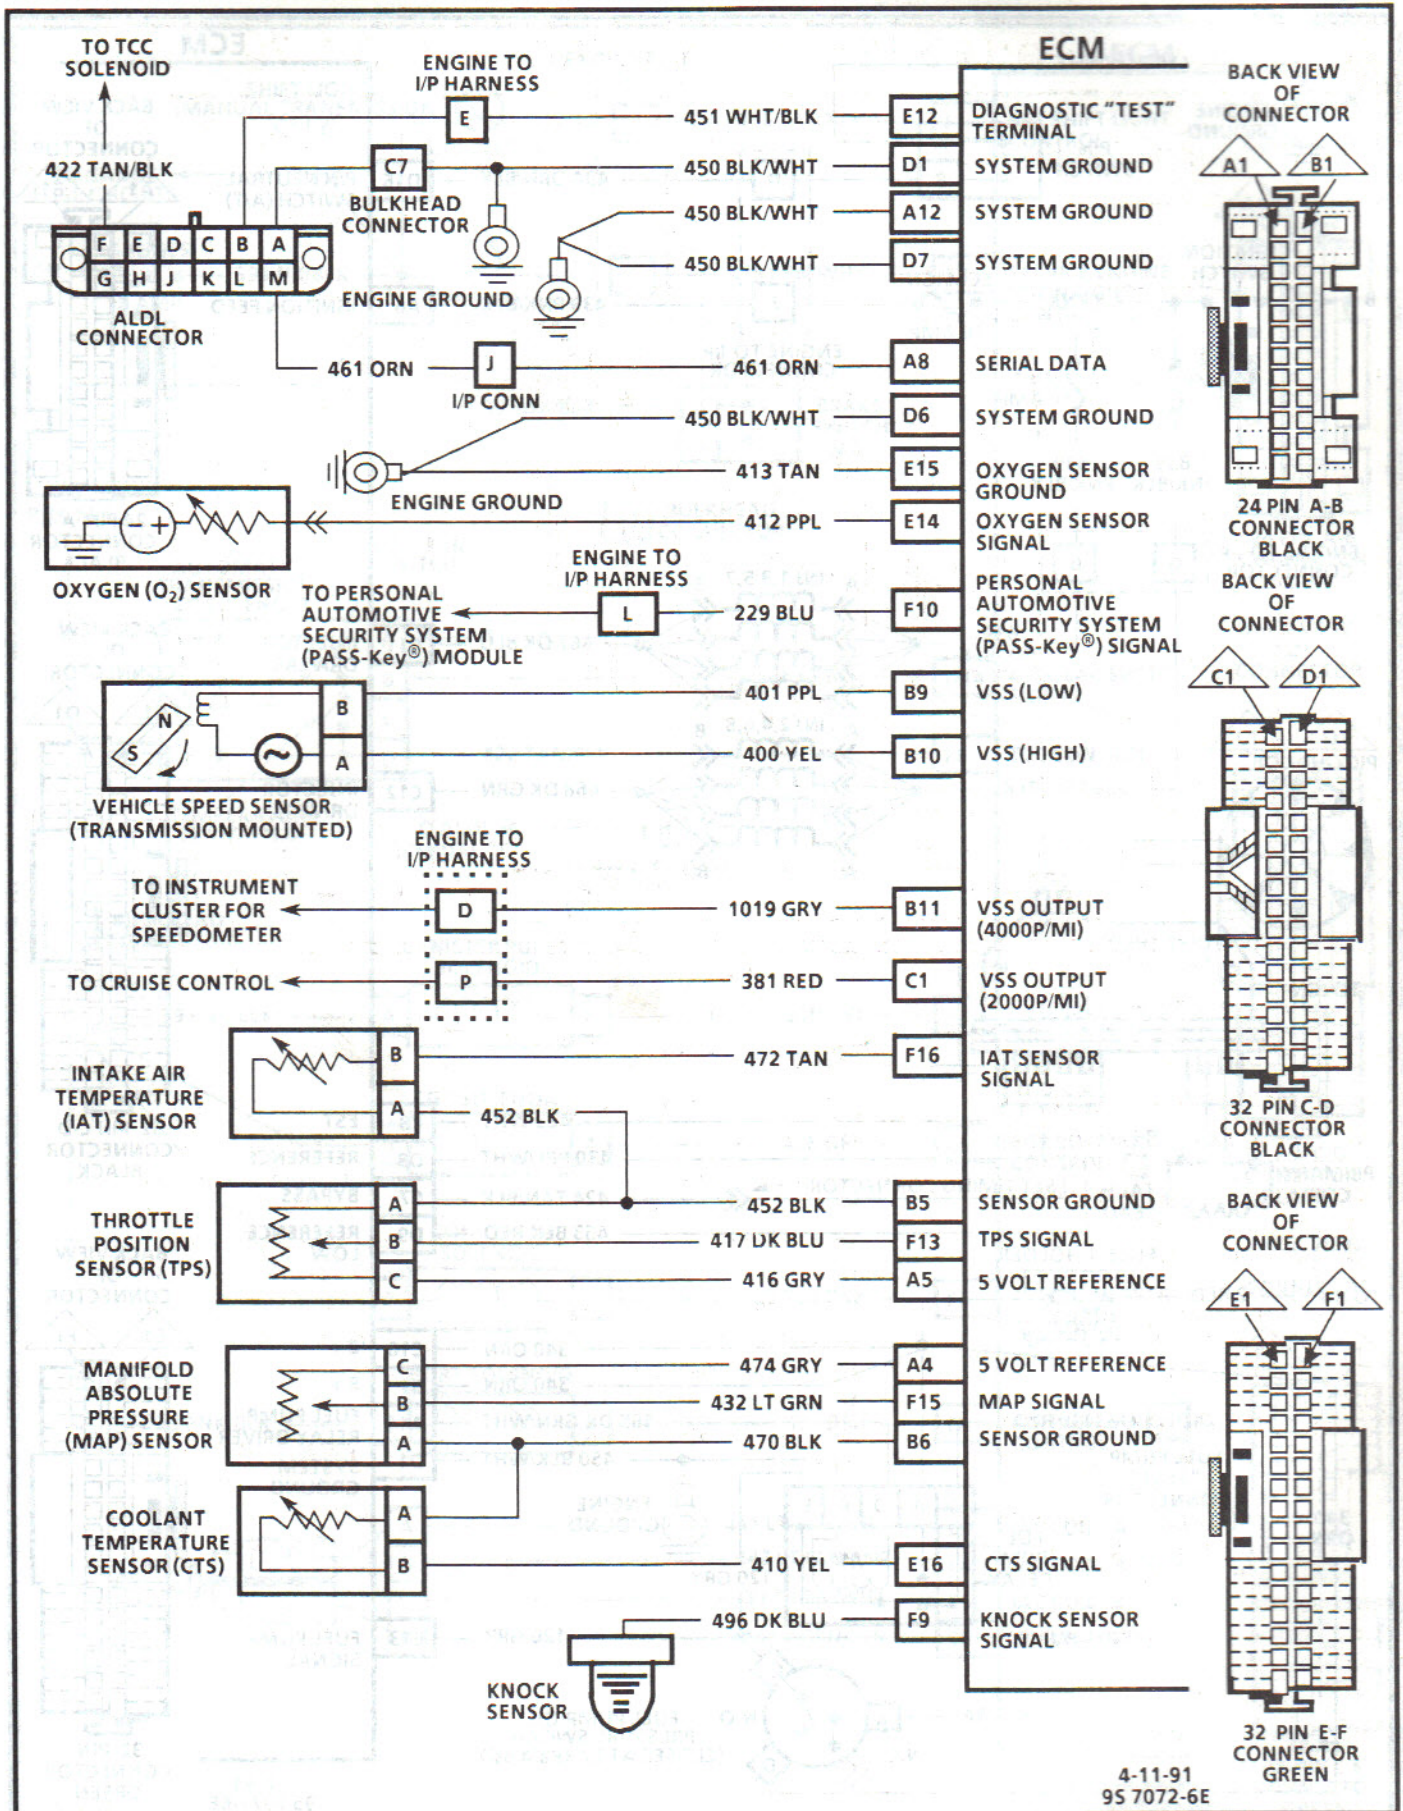 ECM
TO TCC
SOLENOID
422 TAN/BLK
ENGINE TO
I/P HARNESS
E
451 WHT/BLK
E12
DIAGNOSTIC "TEST"
TERMINAL
C7
BULKHEAD
CONNECTOR
450 BLK/WHT
D1
SYSTEM GROUND
450 BLK/WHT
A12
SYSTEM GROUND
450 BLK/WHT
D7
SYSTEM GROUND
ENGINE GROUND
F E D C B A
G H J K L M
ALDL
CONNECTOR
461 ORN
J
I/P CONN
461 ORN
A8
SERIAL DATA
450 BLK/WHT
D6
SYSTEM GROUND
413 TAN
E15
OXYGEN SENSOR
GROUND
ENGINE GROUND
+
412 PPL
E14
OXYGEN SENSOR
SIGNAL
OXYGEN (O₂) SENSOR
ENGINE TO
I/P HARNESS
TO PERSONAL
AUTOMOTIVE
SECURITY SYSTEM
(PASS-Key®) MODULE
L
229 BLU
F10
PERSONAL
AUTOMOTIVE
SECURITY SYSTEM
(PASS-Key®) SIGNAL
N
S
B
A
401 PPL
B9
VSS (LOW)
400 YEL
B10
VSS (HIGH)
VEHICLE SPEED SENSOR
(TRANSMISSION MOUNTED)
ENGINE TO
I/P HARNESS
TO INSTRUMENT
CLUSTER FOR
SPEEDOMETER
D
1019 GRY
B11
VSS OUTPUT
(4000P/MI)
TO CRUISE CONTROL
P
381 RED
C1
VSS OUTPUT
(2000P/MI)
INTAKE AIR
TEMPERATURE
(IAT) SENSOR
B
A
472 TAN
F16
IAT SENSOR
SIGNAL
452 BLK
THROTTLE
POSITION
SENSOR (TPS)
A
B
C
452 BLK
B5
SENSOR GROUND
417 DK BLU
F13
TPS SIGNAL
416 GRY
A5
5 VOLT REFERENCE
MANIFOLD
ABSOLUTE
PRESSURE
(MAP) SENSOR
C
B
A
474 GRY
A4
5 VOLT REFERENCE
432 LT GRN
F15
MAP SIGNAL
470 BLK
B6
SENSOR GROUND
COOLANT
TEMPERATURE
SENSOR (CTS)
A
B
410 YEL
E16
CTS SIGNAL
496 DK BLU
F9
KNOCK SENSOR
SIGNAL
KNOCK
SENSOR
BACK VIEW
OF
CONNECTOR
A1
B1
24 PIN A-B
CONNECTOR
BLACK
BACK VIEW
OF
CONNECTOR
C1
D1
32 PIN C-D
CONNECTOR
BLACK
BACK VIEW
OF
CONNECTOR
E1
F1
32 PIN E-F
CONNECTOR
GREEN
4-11-91
9S 7072-6E